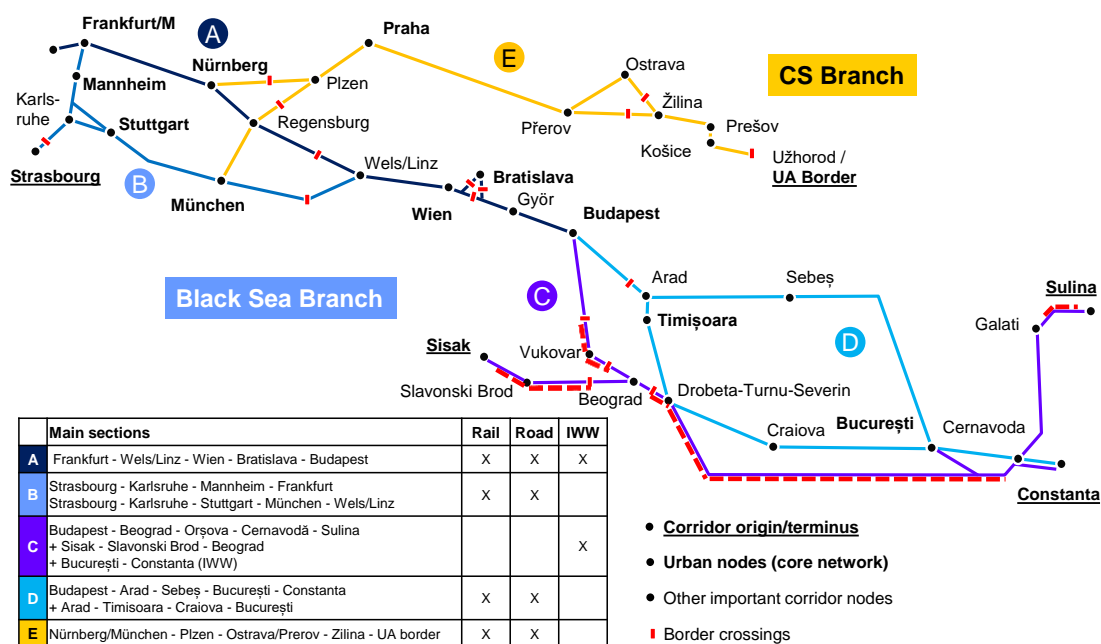 Frankfurt/M
A
Praha
Nürnberg
E
Ostrava
CS Branch
Mannheim
Plzen
Karls-
ruhe
Stuttgart
Regensburg
Přerov
Žilina
Prešov
Košice
Užhorod /
UA Border
Strasbourg
B
München
Wels/Linz
Bratislava
Wien
Györ
Budapest
Black Sea Branch
C
Arad
Sebeș
Sulina
Timișoara
Galati
D
Sisak
Vukovar
Slavonski Brod
Beograd
Drobeta-Turnu-Severin
București
Craiova
Cernavoda
Constanta
Main sections Rail Road IWW
A Frankfurt - Wels/Linz - Wien - Bratislava - Budapest X X X
B Strasbourg - Karlsruhe - Mannheim - Frankfurt
Strasbourg - Karlsruhe - Stuttgart - München - Wels/Linz X X
C Budapest - Beograd - Orșova - Cernavodă - Sulina
+ Sisak - Slavonski Brod - Beograd X
+ București - Constanta (IWW)
D Budapest - Arad - Sebeș - București - Constanta
+ Arad - Timisoara - Craiova - București X X
E Nürnberg/München - Plzen - Ostrava/Prerov - Zilina - UA border X X
Corridor origin/terminus
Urban nodes (core network)
Other important corridor nodes
Border crossings